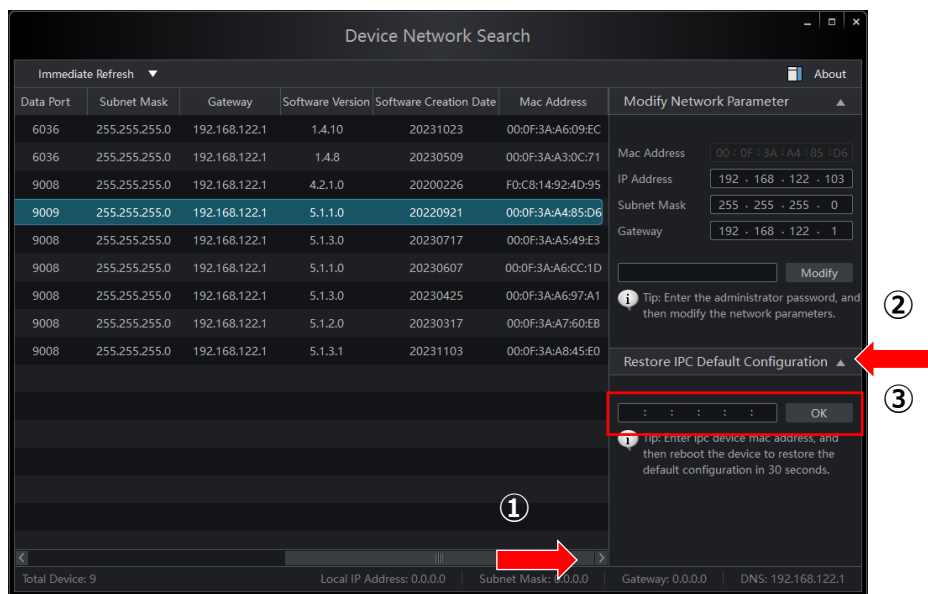 Device Network Search
Immediate Refresh ▼
About
Data Port Subnet Mask Gateway Software Version Software Creation Date Mac Address
6036 255.255.255.0 192.168.122.1 1.4.10 20231023 00:0F:3A:A6:09:EC
6036 255.255.255.0 192.168.122.1 1.4.8 20230509 00:0F:3A:A3:0C:71
9008 255.255.255.0 192.168.122.1 4.2.1.0 20200226 F0:C8:14:92:4D:95
9009 255.255.255.0 192.168.122.1 5.1.1.0 20220921 00:0F:3A:A4:85:D6
9008 255.255.255.0 192.168.122.1 5.1.3.0 20230717 00:0F:3A:A5:49:E3
9008 255.255.255.0 192.168.122.1 5.1.1.0 20230607 00:0F:3A:A6:CC:1D
9008 255.255.255.0 192.168.122.1 5.1.3.0 20230425 00:0F:3A:A6:97:A1
9008 255.255.255.0 192.168.122.1 5.1.2.0 20230317 00:0F:3A:A7:60:EB
9008 255.255.255.0 192.168.122.1 5.1.3.1 20231103 00:0F:3A:A8:45:E0
Modify Network Parameter ▲
Mac Address 00 : 0F : 3A : A4 : 85 : D6
IP Address 192 . 168 . 122 . 103
Subnet Mask 255 . 255 . 255 . 0
Gateway 192 . 168 . 122 . 1
Modify
Tip: Enter the administrator password, and
then modify the network parameters.
②
Restore IPC Default Configuration ▲
③
: : : : : OK
Tip: Enter ipc device mac address, and
then reboot the device to restore the
default configuration in 30 seconds.
①
Total Device: 9 Local IP Address: 0.0.0.0 Subnet Mask: 0.0.0.0 Gateway: 0.0.0.0 DNS: 192.168.122.1